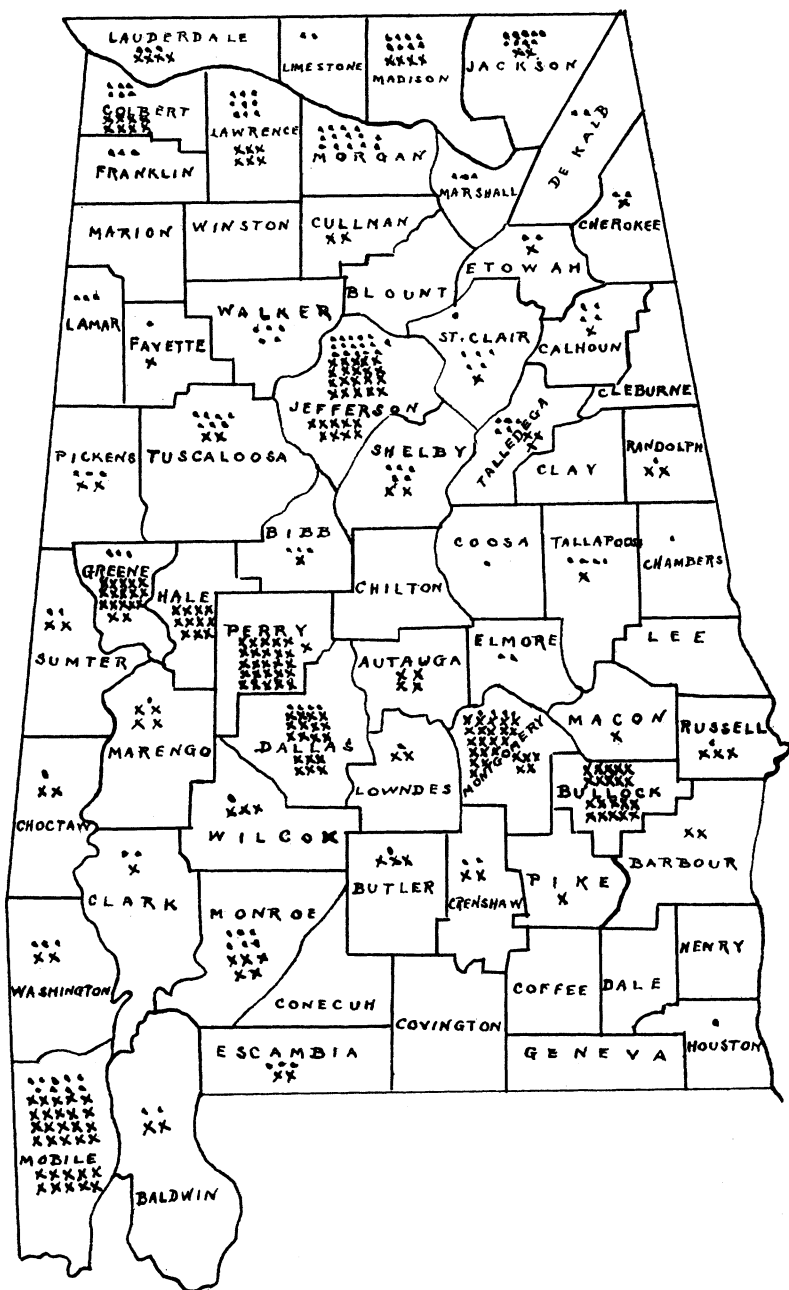 LAUDERDALE
LIMESTONE
MADISON
JACKSON
COLBERT
LAWRENCE
MORGAN
DE KALB
FRANKLIN
MARSHALL
CHEROKEE
MARION
WINSTON
CULLMAN
ETOWAH
BLOUNT
LAMAR
FAYETTE
WALKER
ST. CLAIR
CALHOUN
CLEBURNE
JEFFERSON
PICKENS
TUSCALOOSA
SHELBY
TALLEDEGA
CLAY
RANDOLPH
BIBB
COOSA
TALLAPOOSA
CHAMBERS
GREENE
HALE
CHILTON
PERRY
SUMTER
AUTAUGA
ELMORE
LEE
MARENGO
DALLAS
LOWNDES
MONTGOMERY
MACON
RUSSELL
BULLOCK
CHOCTAW
WILCOX
BARBOUR
CLARK
MONROE
BUTLER
CRENSHAW
PIKE
WASHINGTON
CONECUH
COVINGTON
COFFEE
DALE
HENRY
ESCAMBIA
GENEVA
HOUSTON
MOBILE
BALDWIN